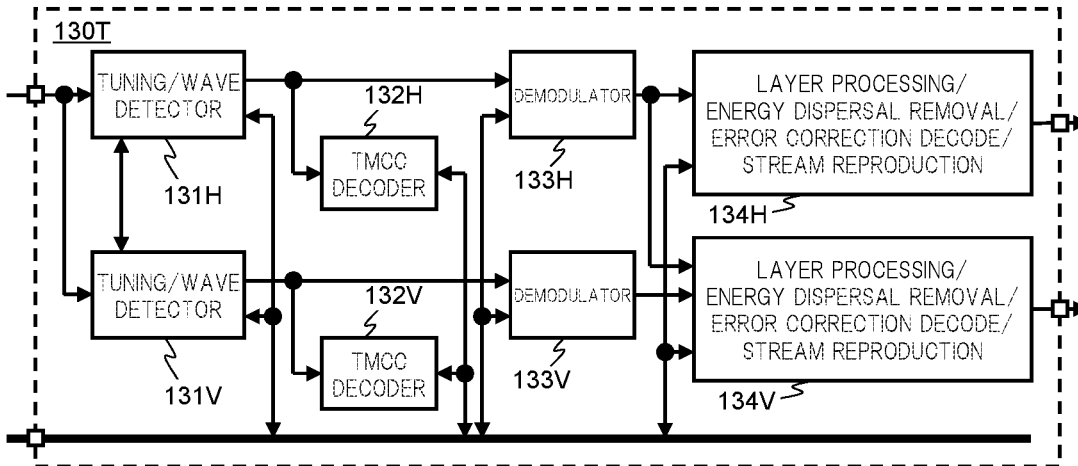 130T
TUNING/WAVE
DETECTOR
131H
132H
TMCC
DECODER
DEMODULATOR
133H
LAYER PROCESSING/
ENERGY DISPERSAL REMOVAL/
ERROR CORRECTION DECODE/
STREAM REPRODUCTION
134H
TUNING/WAVE
DETECTOR
131V
132V
TMCC
DECODER
DEMODULATOR
133V
LAYER PROCESSING/
ENERGY DISPERSAL REMOVAL/
ERROR CORRECTION DECODE/
STREAM REPRODUCTION
134V